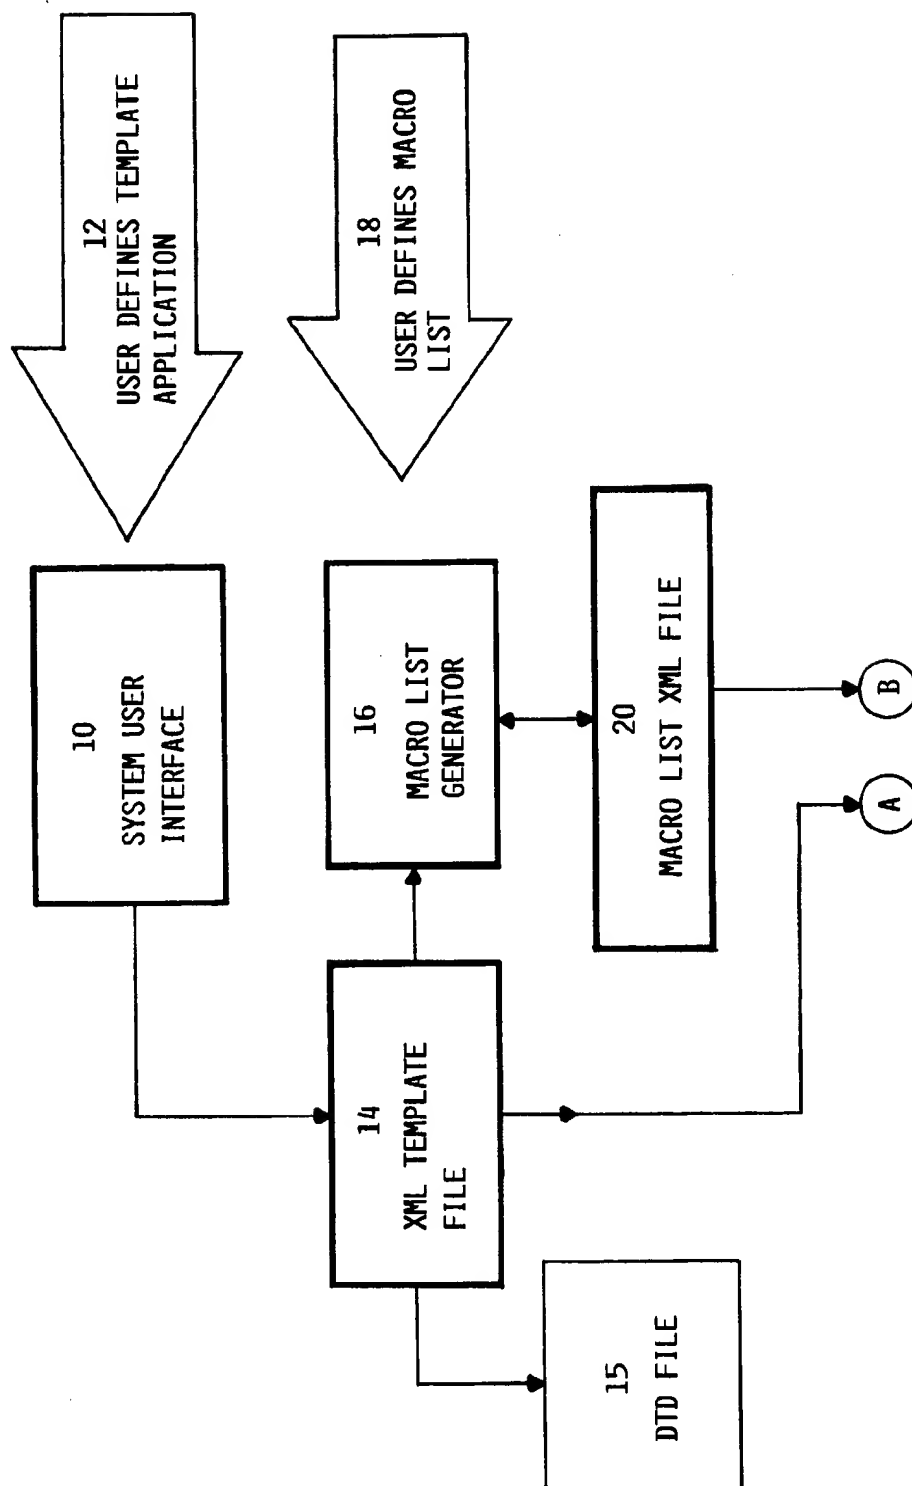 12
USER DEFINES TEMPLATE
APPLICATION
10
SYSTEM USER
INTERFACE
18
USER DEFINES MACRO
LIST
16
MACRO LIST
GENERATOR
14
XML TEMPLATE
FILE
20
MACRO LIST XML FILE
15
DTD FILE
A
B